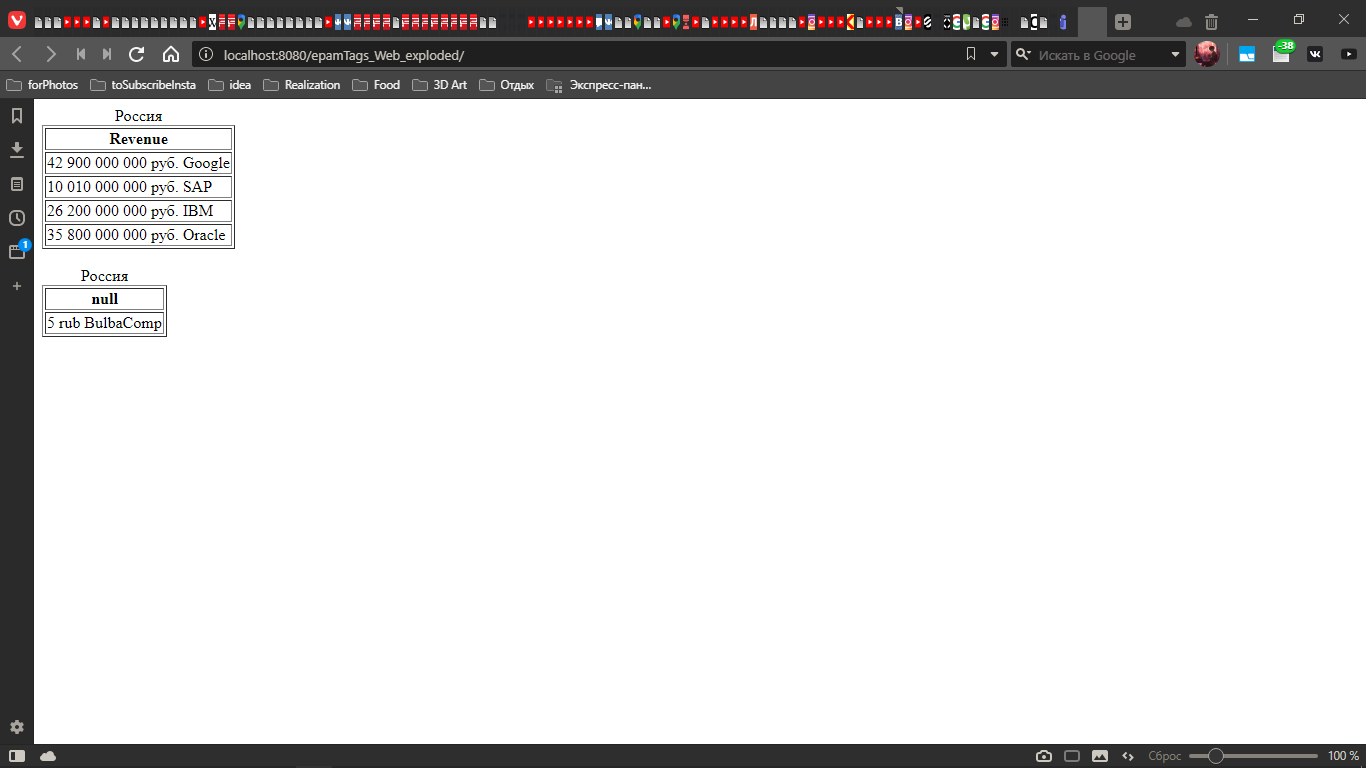 localhost:8080/epamTags_Web_exploded/
Искать в Google
-38
forPhotos
toSubscribeInsta
idea
Realization
Food
3D Art
Отдых
Экспресс-пан...
Россия
Revenue
42 900 000 000 руб. Google
10 010 000 000 руб. SAP
26 200 000 000 руб. IBM
35 800 000 000 руб. Oracle
1
Россия
null
5 rub BulbaComp
Сброс
100 %